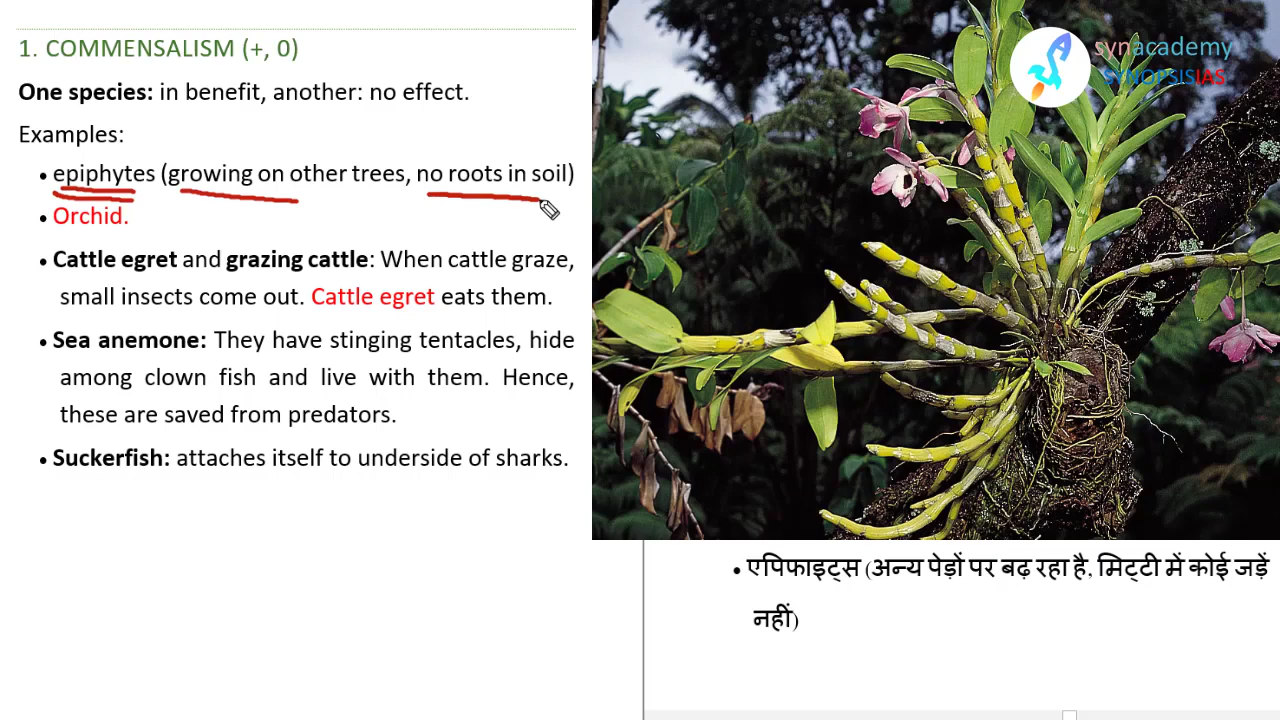 1. COMMENSALISM (+, 0)
One species: in benefit, another: no effect.
Examples:
• epiphytes (growing on other trees, no roots in soil)
• Orchid.
• Cattle egret and grazing cattle: When cattle graze,
small insects come out. Cattle egret eats them.
• Sea anemone: They have stinging tentacles, hide
among clown fish and live with them. Hence,
these are saved from predators.
• Suckerfish: attaches itself to underside of sharks.
synacademy
SYNOPSISIAS
• एपिफाइट्स (अन्य पेड़ों पर बढ़ रहा है, मिट्टी में कोई जड़ें
नहीं)